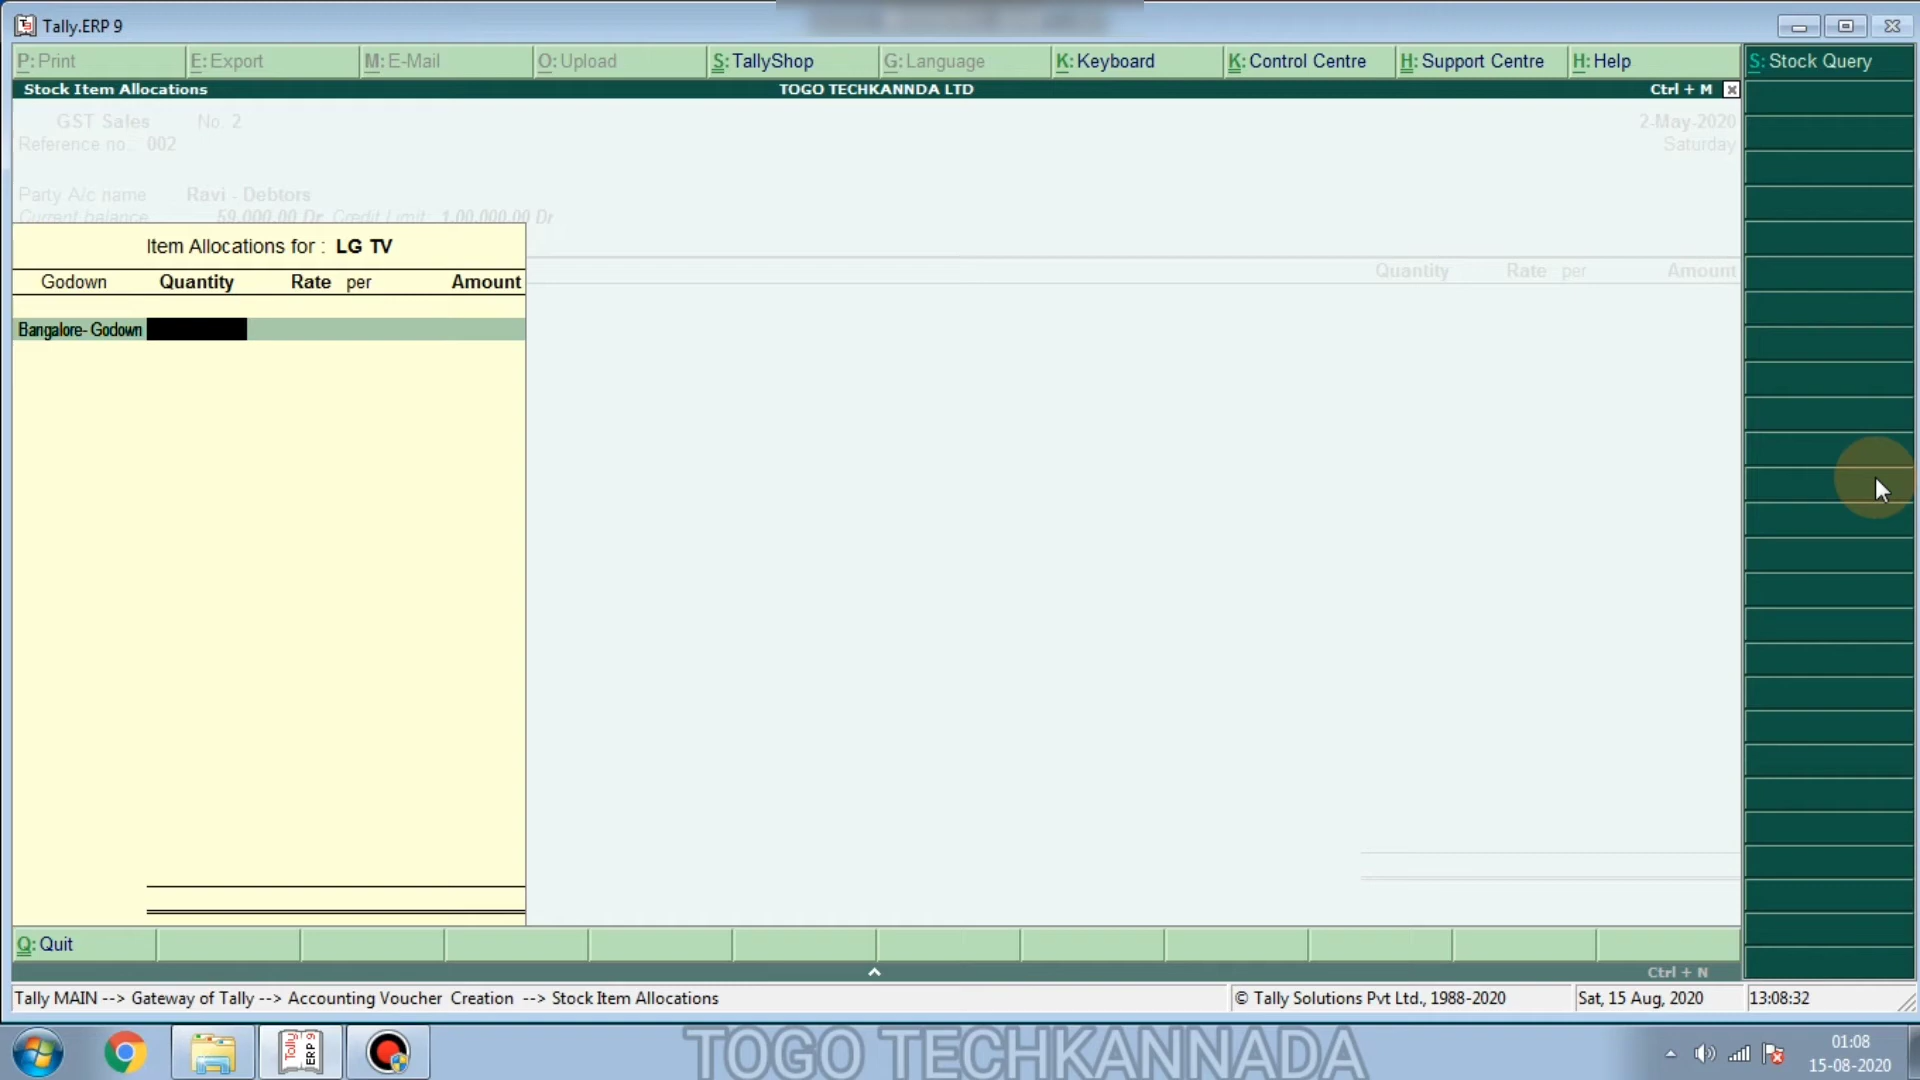 Tally.ERP 9
P: Print E: Export M: E-Mail O: Upload S: TallyShop G: Language K: Keyboard K: Control Centre H: Support Centre H: Help S: Stock Query
Stock Item Allocations TOGO TECHKANNDA LTD Ctrl + M
GST Sales No. 2 2-May-2020
Reference no.: 002 Saturday
Party A/c name Ravi - Debtors
Current balance 59,000.00 Dr Credit Limit 1,00,000.00 Dr
Item Allocations for : LG TV
Godown Quantity Rate per Amount
Quantity Rate per Amount
Bangalore- Godown
Q: Quit
Ctrl + N
Tally MAIN --> Gateway of Tally --> Accounting Voucher Creation --> Stock Item Allocations © Tally Solutions Pvt Ltd., 1988-2020 Sat, 15 Aug, 2020 13:08:32
Tally ERP 9
TOGO TECHKANNADA
01:08
15-08-2020